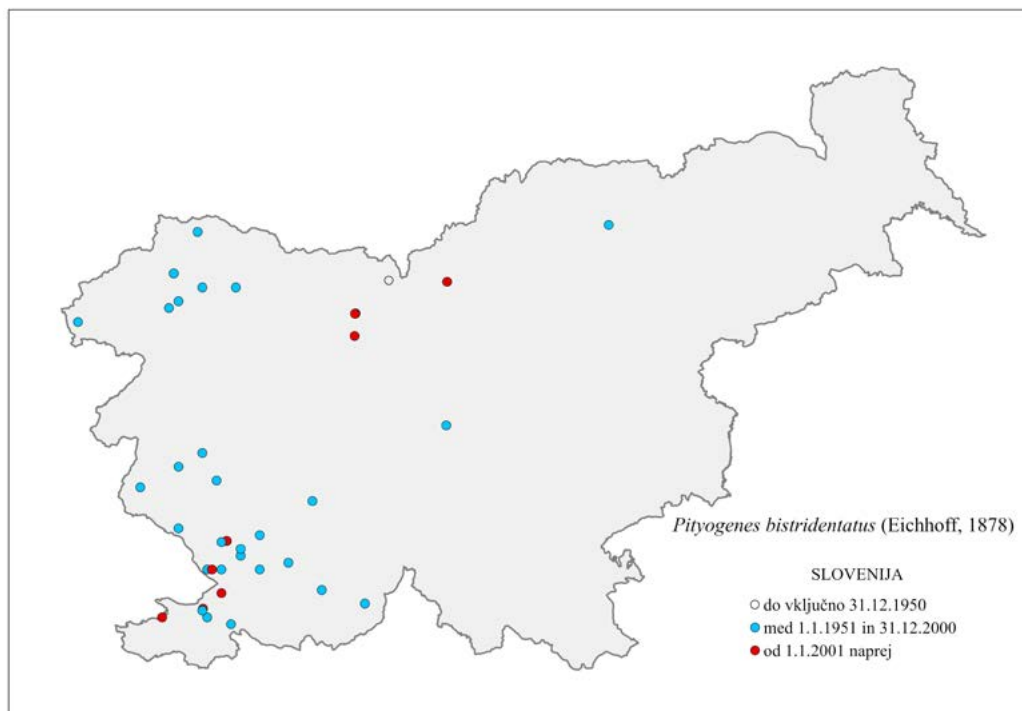 Pityogenes bistridentatus (Eichhoff, 1878)
SLOVENIJA
do vključno 31.12.1950
med 1.1.1951 in 31.12.2000
od 1.1.2001 naprej